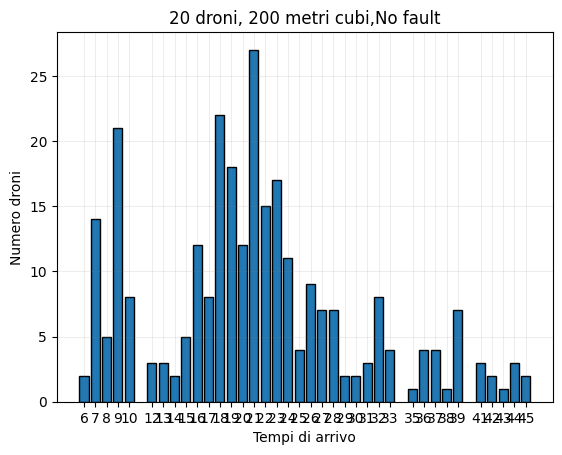 20 droni, 200 metri cubi,No fault
Numero droni
25
20
15
10
5
0
6 7 8 9 10 12 13 14 15 16 17 18 19 20 21 22 23 24 25 26 27 28 29 30 31 32 33 35 36 37 38 39 41 42 43 44 45
Tempi di arrivo